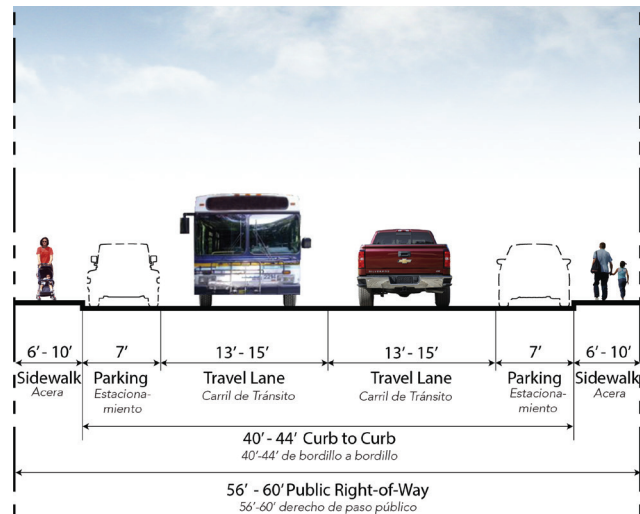 6’ - 10’ 7’ 13’ - 15’ 13’ - 15’ 7’ 6’ - 10’
Sidewalk Parking Travel Lane Travel Lane Parking Sidewalk
Acera Estaciona- Carril de Tránsito Carril de Tránsito Estaciona- Acera
miento miento
40’ - 44’ Curb to Curb
40’-44’ de bordillo a bordillo
56’ - 60’ Public Right-of-Way
56’-60’ derecho de paso público